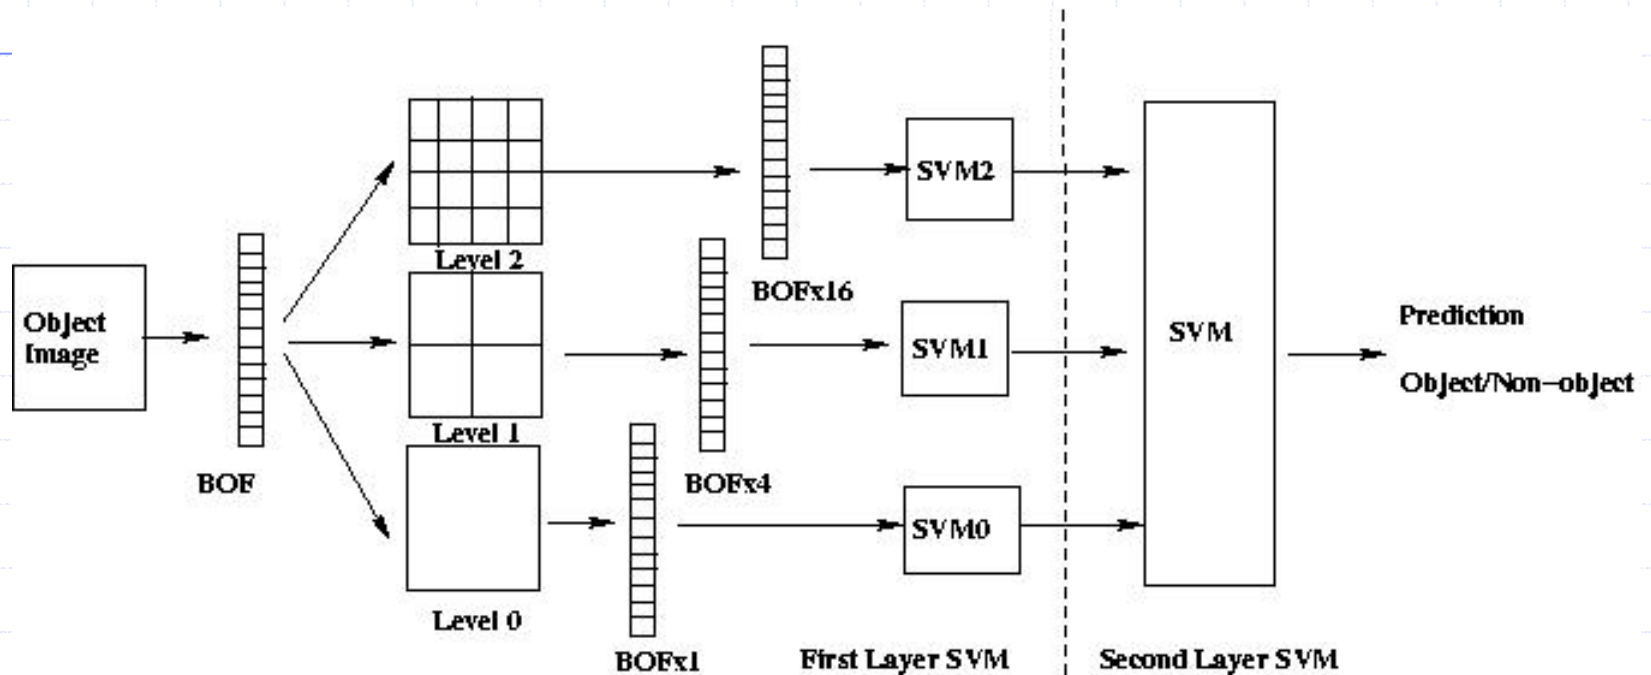 Object
Image
BOF
Level 2
Level 1
Level 0
BOFx16
BOFx4
BOFx1
SVM2
SVM1
SVM0
First Layer SVM
SVM
Second Layer SVM
Prediction
Object/Non-object